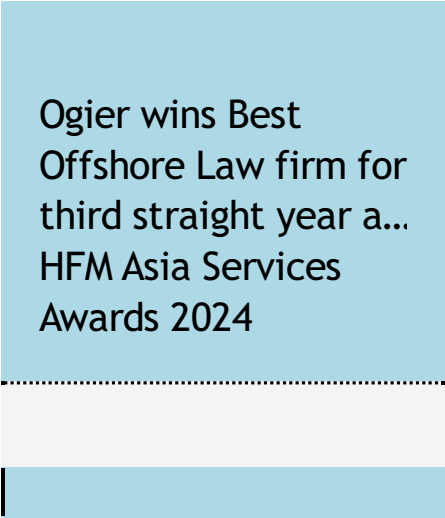 Ogier wins Best
Offshore Law firm for
third straight year a...
HFM Asia Services
Awards 2024